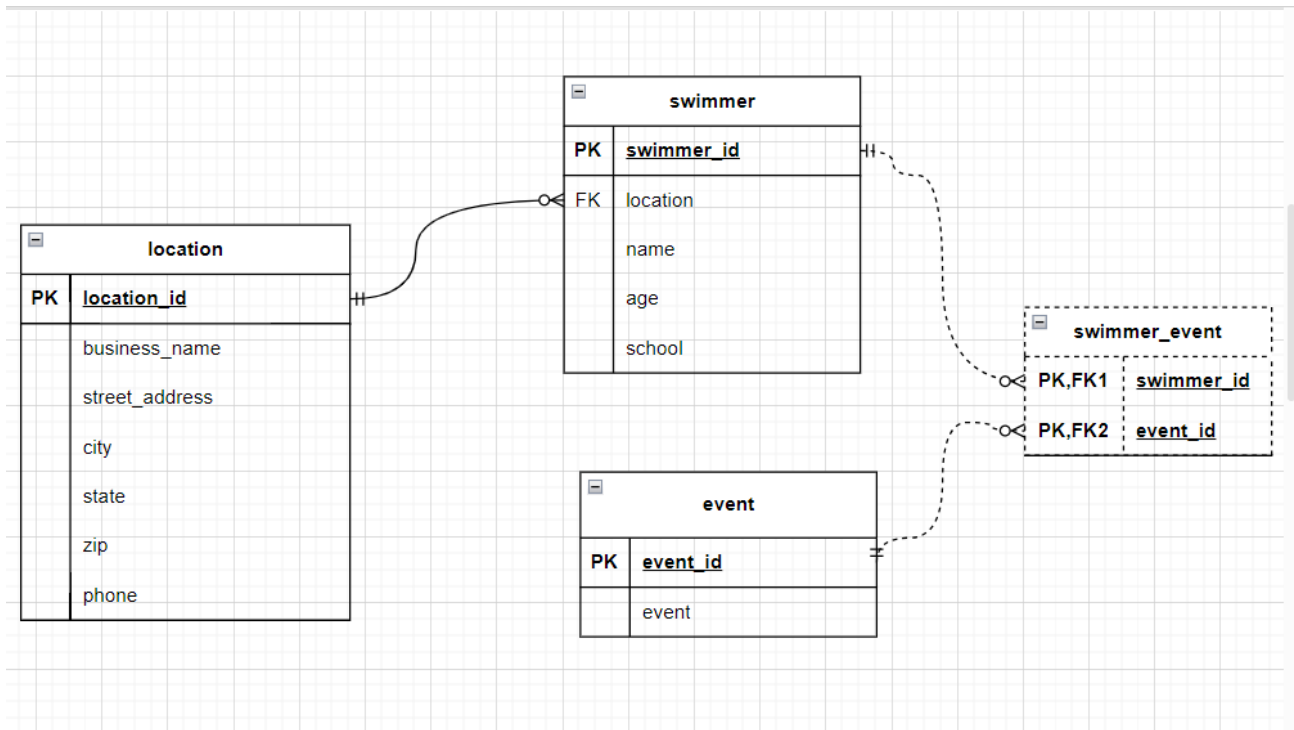 swimmer
PK swimmer_id
FK location
name
age
school
location
PK location_id
business_name
street_address
city
state
zip
phone
swimmer_event
PK,FK1 swimmer_id
PK,FK2 event_id
event
PK event_id
event